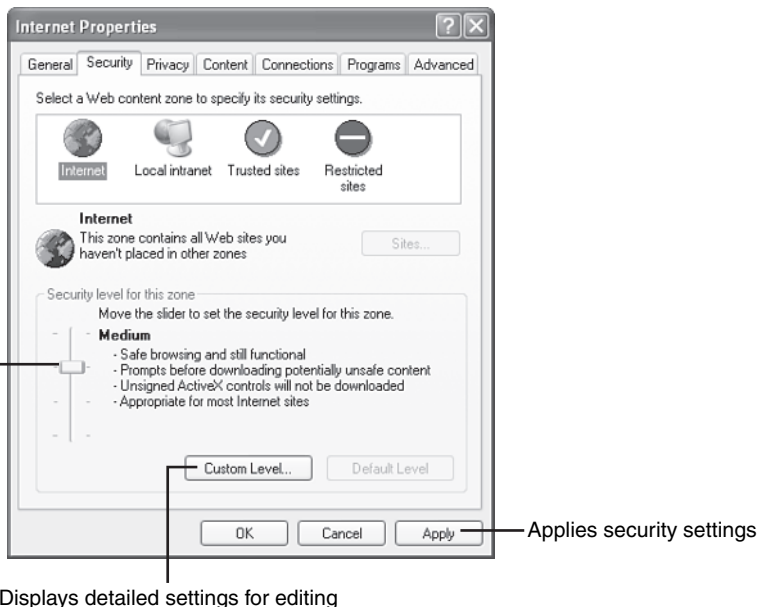 Internet Properties
General Security Privacy Content Connections Programs Advanced
Select a Web content zone to specify its security settings.
Internet
Local intranet
Trusted sites
Restricted
sites
Internet
This zone contains all Web sites you
haven't placed in other zones
Sites...
Security level for this zone
Move the slider to set the security level for this zone.
Medium
- Safe browsing and still functional
- Prompts before downloading potentially unsafe content
- Unsigned ActiveX controls will not be downloaded
- Appropriate for most Internet sites
Custom Level...
Default Level
OK
Cancel
Apply
Applies security settings
Displays detailed settings for editing